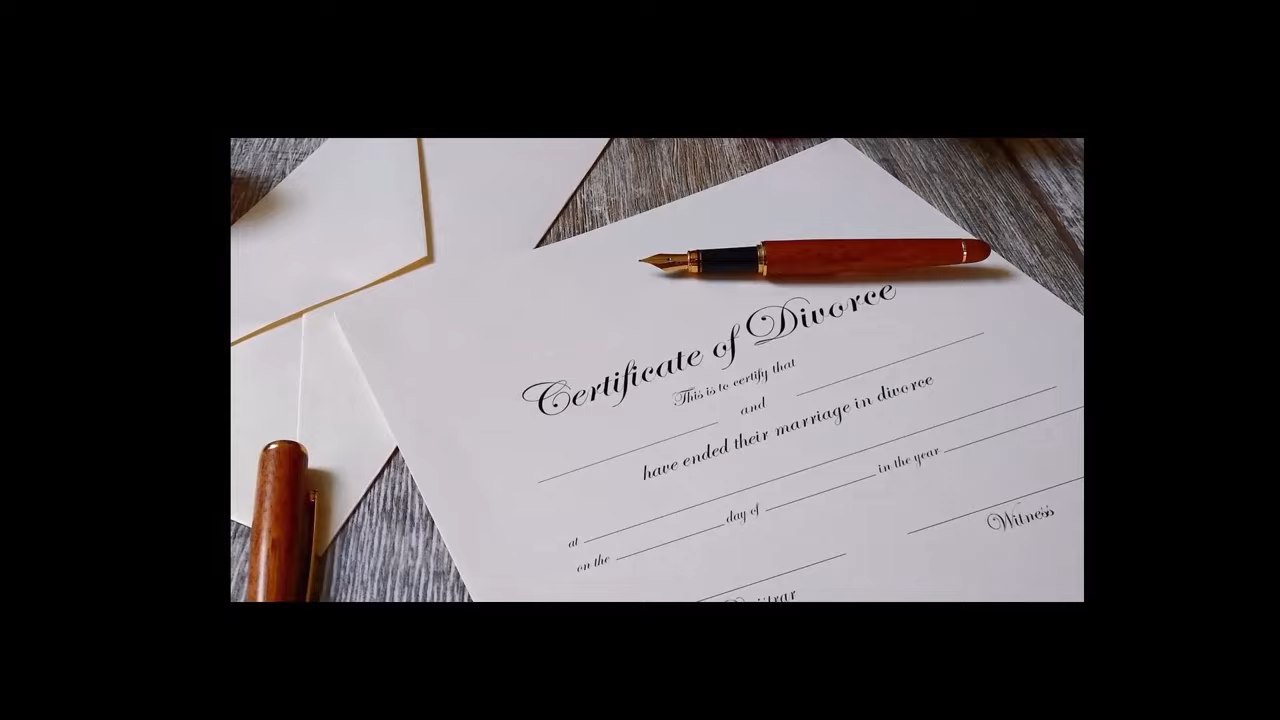 Certificate of Divorce
This is to certify that
and
have ended their marriage in divorce
at
on the day of in the year
Witness